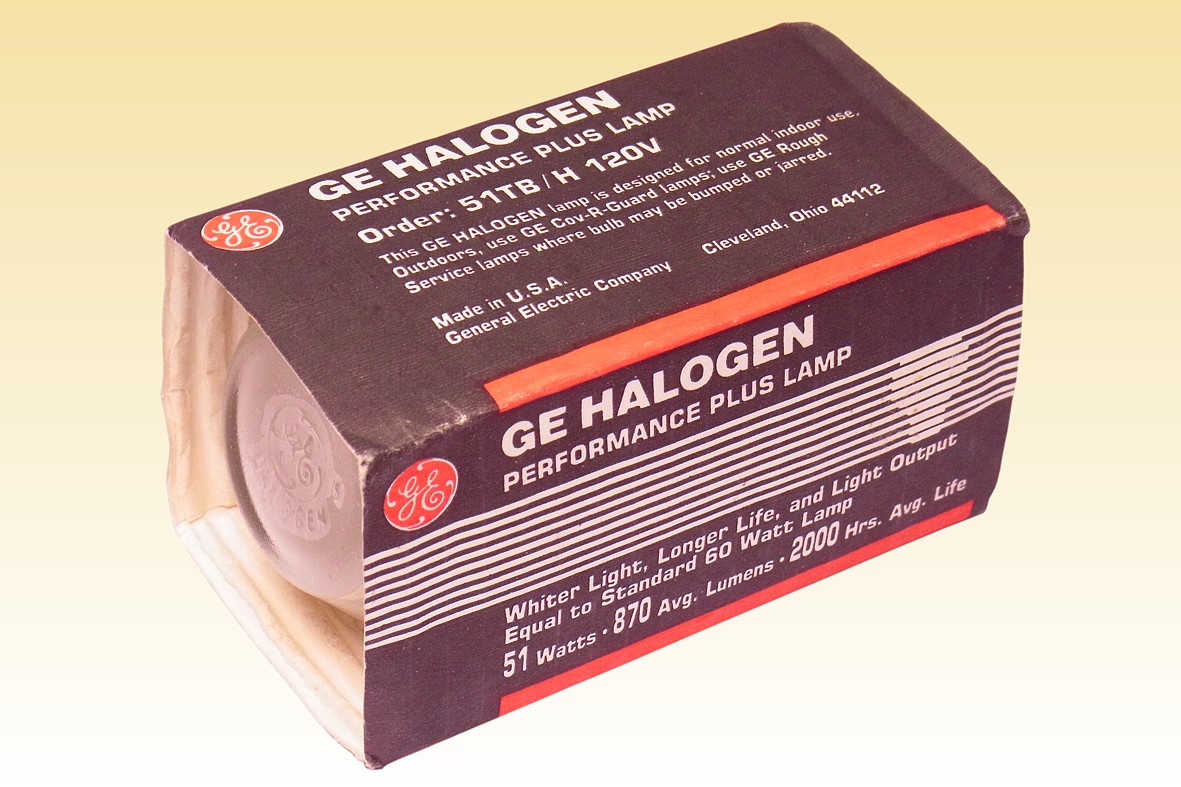 GE
GE HALOGEN
PERFORMANCE PLUS LAMP
Order: 51TB/H 120V
This GE HALOGEN lamp is designed for normal indoor use.
Outdoors, use GE Cov-R-Guard lamps; use GE Rough
Service lamps where bulb may be bumped or jarred.
Made in U.S.A.
General Electric Company Cleveland, Ohio 44112
GE
GE HALOGEN
PERFORMANCE PLUS LAMP
Whiter Light, Longer Life, and Light Output
Equal to Standard 60 Watt Lamp
51 Watts · 870 Avg. Lumens · 2000 Hrs. Avg. Life
GE